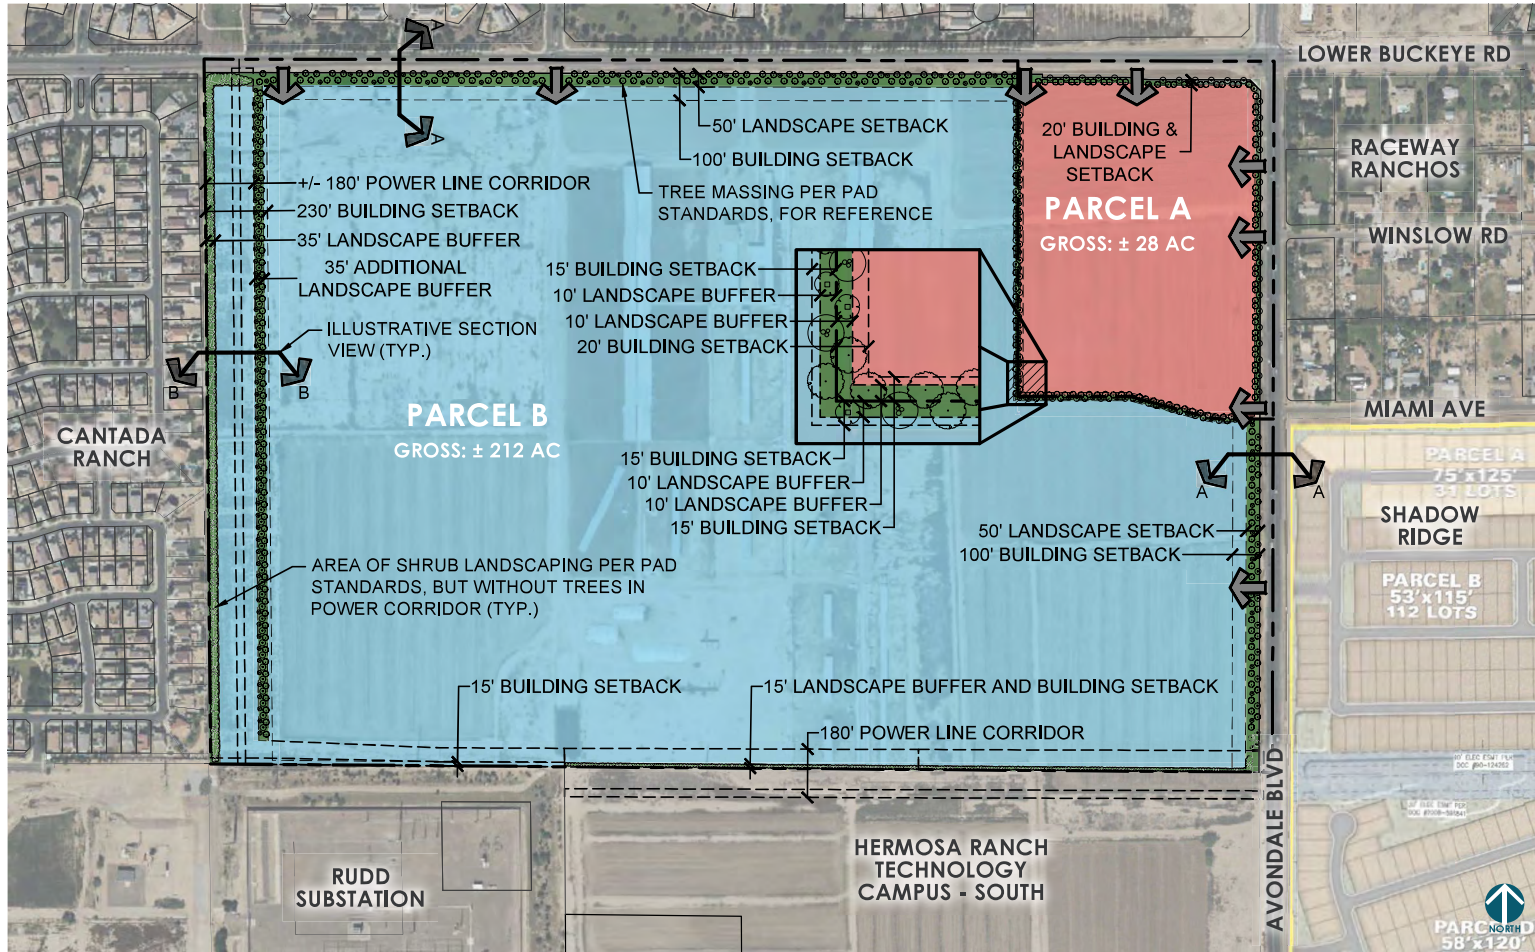 LOWER BUCKEYE RD
A
A
50' LANDSCAPE SETBACK
100' BUILDING SETBACK
TREE MASSING PER PAD
STANDARDS, FOR REFERENCE
20' BUILDING &
LANDSCAPE
SETBACK
PARCEL A
GROSS: ± 28 AC
RACEWAY
RANCHOS
WINSLOW RD
+/- 180' POWER LINE CORRIDOR
230' BUILDING SETBACK
35' LANDSCAPE BUFFER
35' ADDITIONAL
LANDSCAPE BUFFER
ILLUSTRATIVE SECTION
VIEW (TYP.)
B
B
15' BUILDING SETBACK
10' LANDSCAPE BUFFER
10' LANDSCAPE BUFFER
20' BUILDING SETBACK
PARCEL B
GROSS: ± 212 AC
CANTADA
RANCH
MIAMI AVE
15' BUILDING SETBACK
10' LANDSCAPE BUFFER
10' LANDSCAPE BUFFER
15' BUILDING SETBACK
A
A
PARCEL A
75'x125'
31 LOTS
SHADOW
RIDGE
50' LANDSCAPE SETBACK
100' BUILDING SETBACK
PARCEL B
53'x115'
112 LOTS
AREA OF SHRUB LANDSCAPING PER PAD
STANDARDS, BUT WITHOUT TREES IN
POWER CORRIDOR (TYP.)
15' BUILDING SETBACK
15' LANDSCAPE BUFFER AND BUILDING SETBACK
180' POWER LINE CORRIDOR
AVONDALE BLVD
RUDD
SUBSTATION
HERMOSA RANCH
TECHNOLOGY
CAMPUS - SOUTH
PARCEL D
58'x120'
NORTH